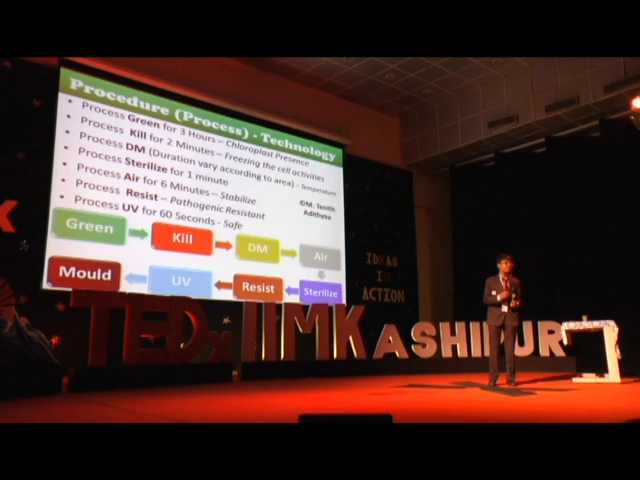 Procedure (Process) - Technology
• Process Green for 3 Hours – Chloroplast Presence
• Process Kill for 2 Minutes – Freezing the cell activities
• Process DM (Duration vary according to area) - Temperature
• Process Sterilize for 1 minute
• Process Air for 6 Minutes – Stabilize
• Process Resist – Pathogenic Resistant
• Process UV for 60 Seconds - Safe
©M. Tenith
Adithyaa
Green
Kill
DM
Air
Mould
UV
Resist
Sterilize
IDEAS
IN
ACTION
X
TEDx IIM KASHIPUR